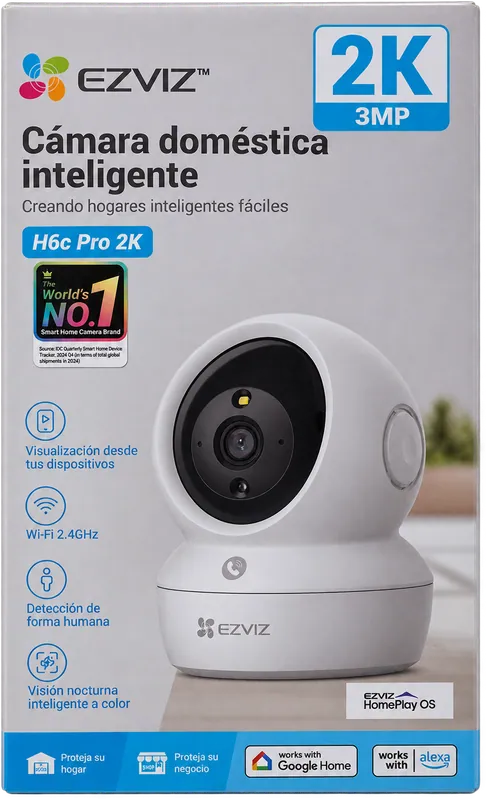 EZVIZ™
2K
3MP
Cámara doméstica
inteligente
Creando hogares inteligentes fáciles
H6c Pro 2K
The
World's
NO.1
Smart Home Camera Brand
Source: IDC Quarterly Smart Home Device
Tracker, 2024 Q4 (in terms of total global
shipments in 2024)
Visualización desde
tus dispositivos
Wi-Fi 2.4GHz
Detección de
forma humana
Visión nocturna
inteligente a color
EZVIZ
EZVIZ
HomePlay OS
Proteja su
hogar
SHOP
Proteja su
negocio
works with
Google Home
works
with
alexa